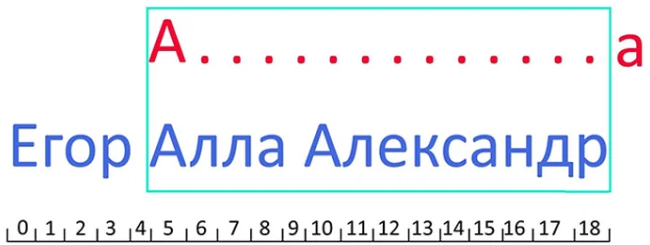 А.............а
Егор Алла Александр
0 1 2 3 4 5 6 7 8 9 10 11 12 13 14 15 16 17 18